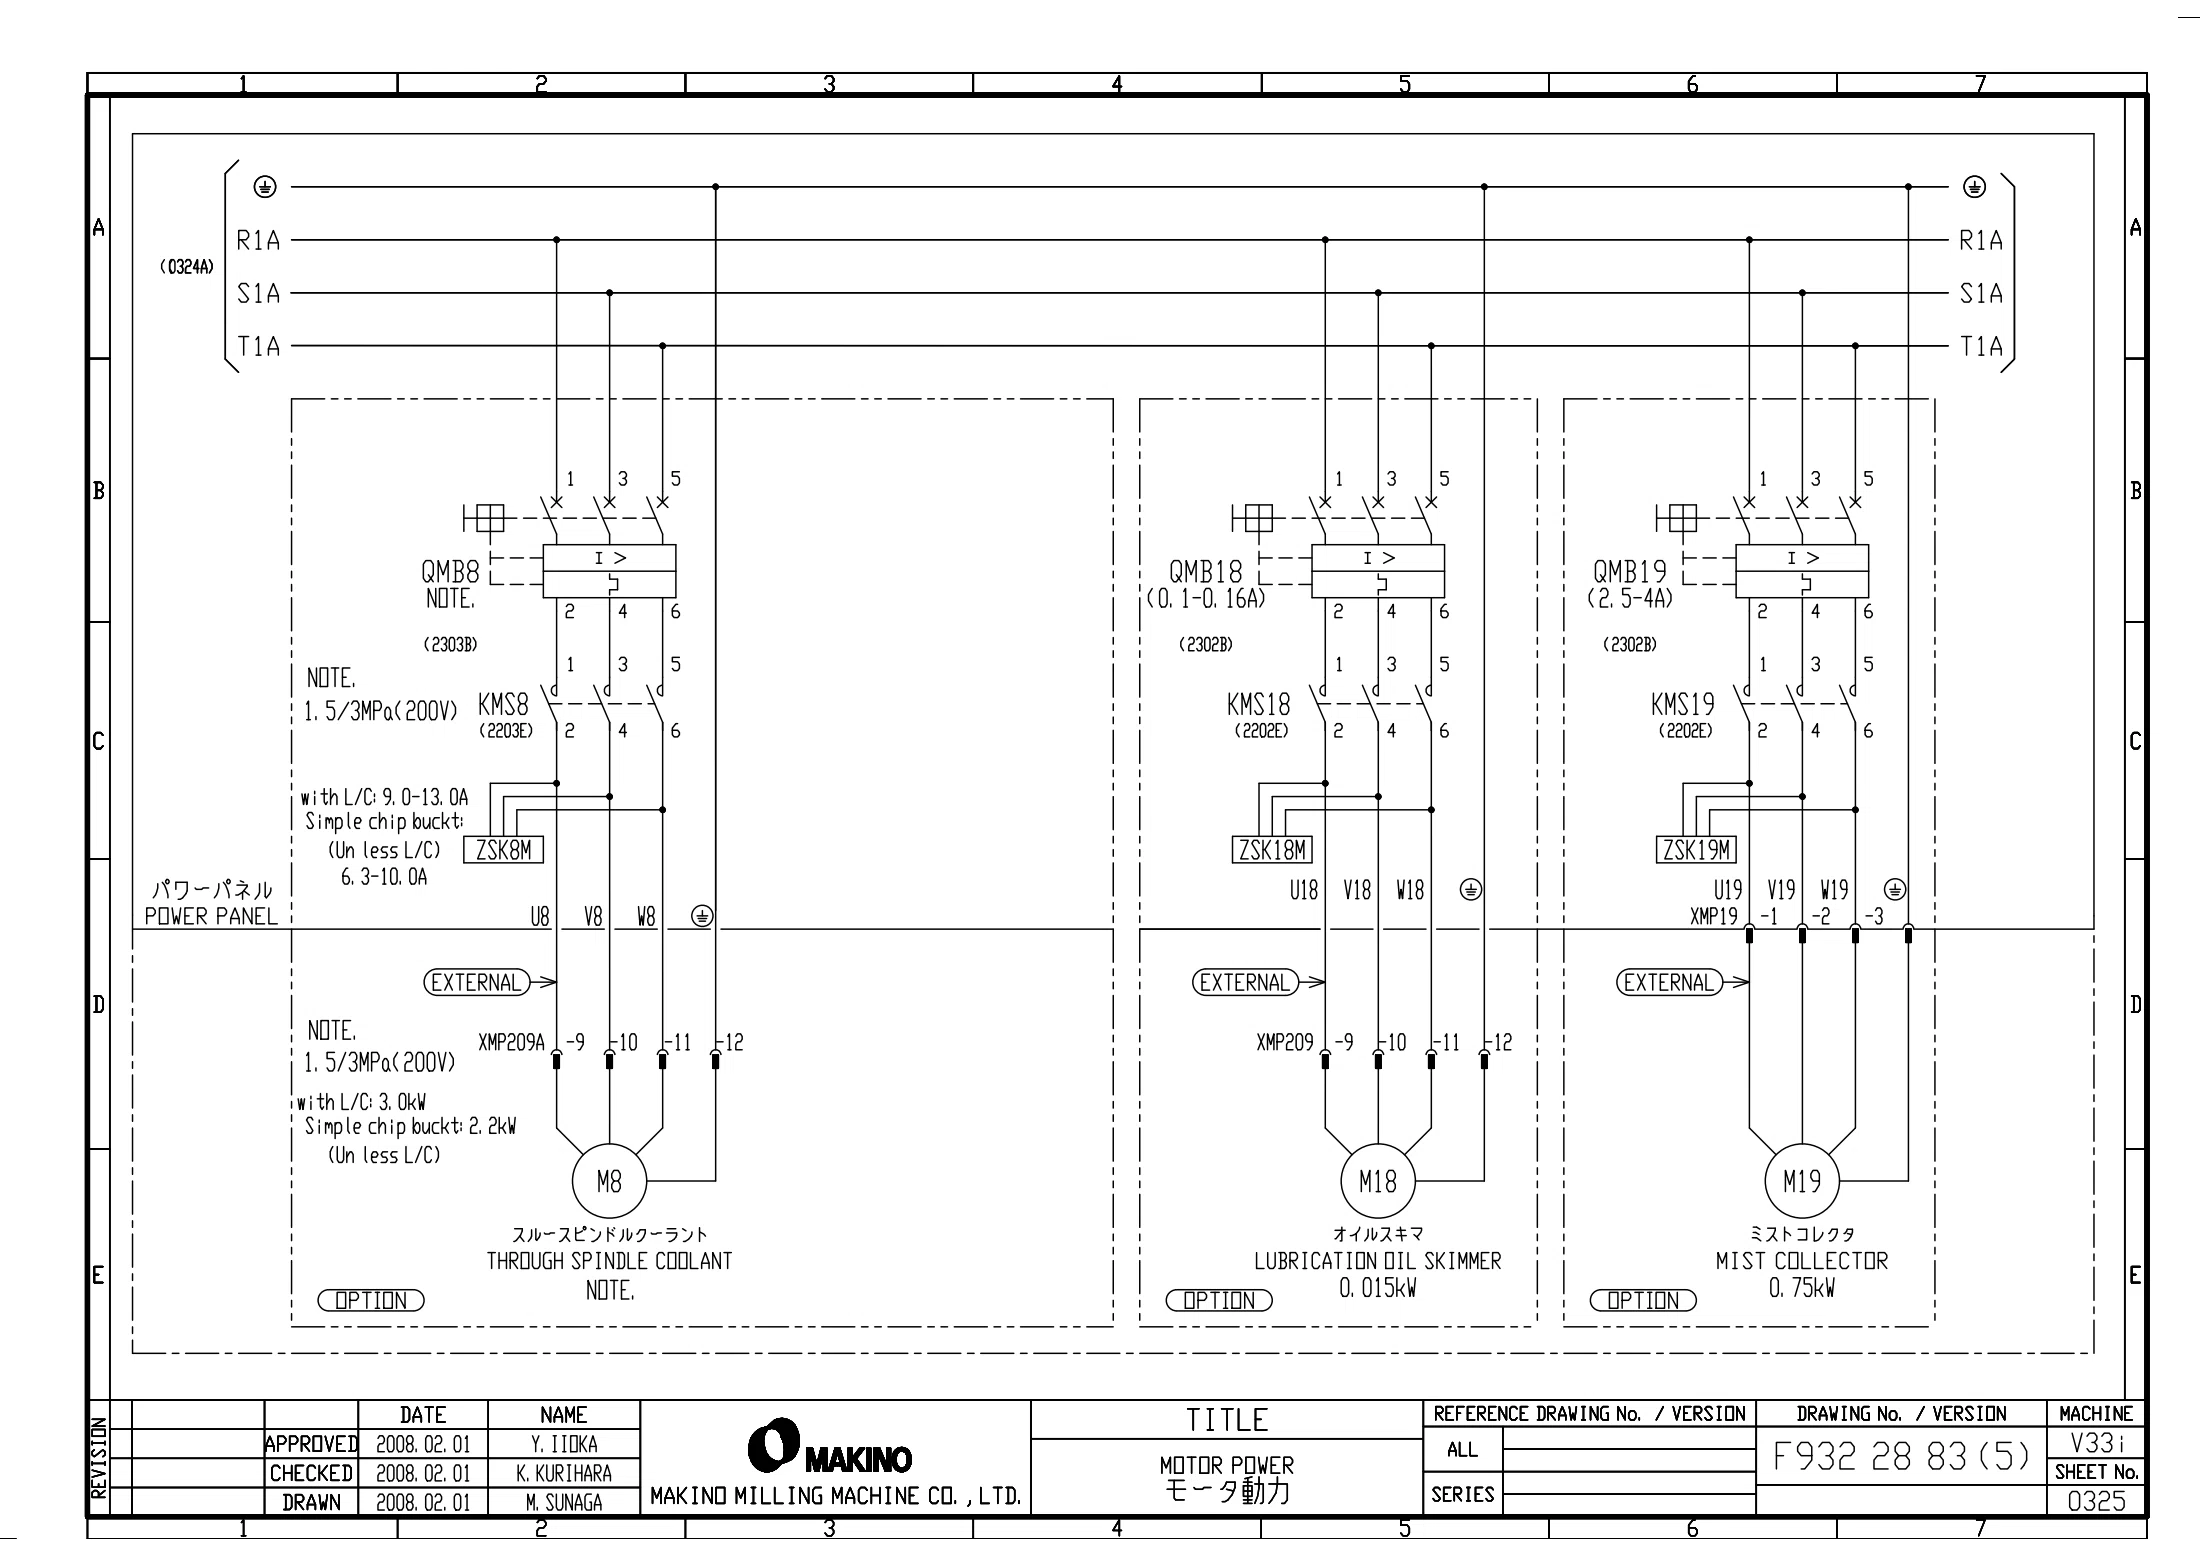 1 2 3 4 5 6 7
A A
B B
C C
D D
E E
(0324A)
R1A R1A
S1A S1A
T1A T1A
1 3 5 1 3 5 1 3 5
I > I > I >
QMB8 QMB18 QMB19
NOTE. (0.1-0.16A) (2.5-4A)
2 4 6 2 4 6 2 4 6
(2303B) (2302B) (2302B)
1 3 5 1 3 5 1 3 5
NOTE.
1.5/3MPa(200V) KMS8 KMS18 KMS19
(2203E) 2 4 6 (2202E) 2 4 6 (2202E) 2 4 6
with L/C: 9.0-13.0A
Simple chip buckt:
(Un less L/C) ZSK8M ZSK18M ZSK19M
6.3-10.0A
パワーパネル U18 V18 W18 U19 V19 W19
POWER PANEL U8 V8 W8 XMP19 -1 -2 -3
EXTERNAL EXTERNAL EXTERNAL
NOTE. XMP209A -9 -10 -11 -12 XMP209 -9 -10 -11 -12
1.5/3MPa(200V)
with L/C: 3.0kW
Simple chip buckt: 2.2kW
(Un less L/C)
M8 M18 M19
スルースピンドルクーラント オイルスキマ ミストコレクタ
THROUGH SPINDLE COOLANT LUBRICATION OIL SKIMMER MIST COLLECTOR
NOTE. 0.015kW 0.75kW
OPTION OPTION OPTION
REVISION
DATE NAME
APPROVED 2008.02.01 Y. IIOKA
CHECKED 2008.02.01 K. KURIHARA
DRAWN 2008.02.01 M. SUNAGA
MAKINO
MAKINO MILLING MACHINE CO., LTD.
TITLE
MOTOR POWER
モータ動力
REFERENCE DRAWING No. / VERSION
ALL
SERIES
DRAWING No. / VERSION
F932 28 83 (5)
MACHINE
V33i
SHEET No.
0325
1 2 3 4 5 6 7